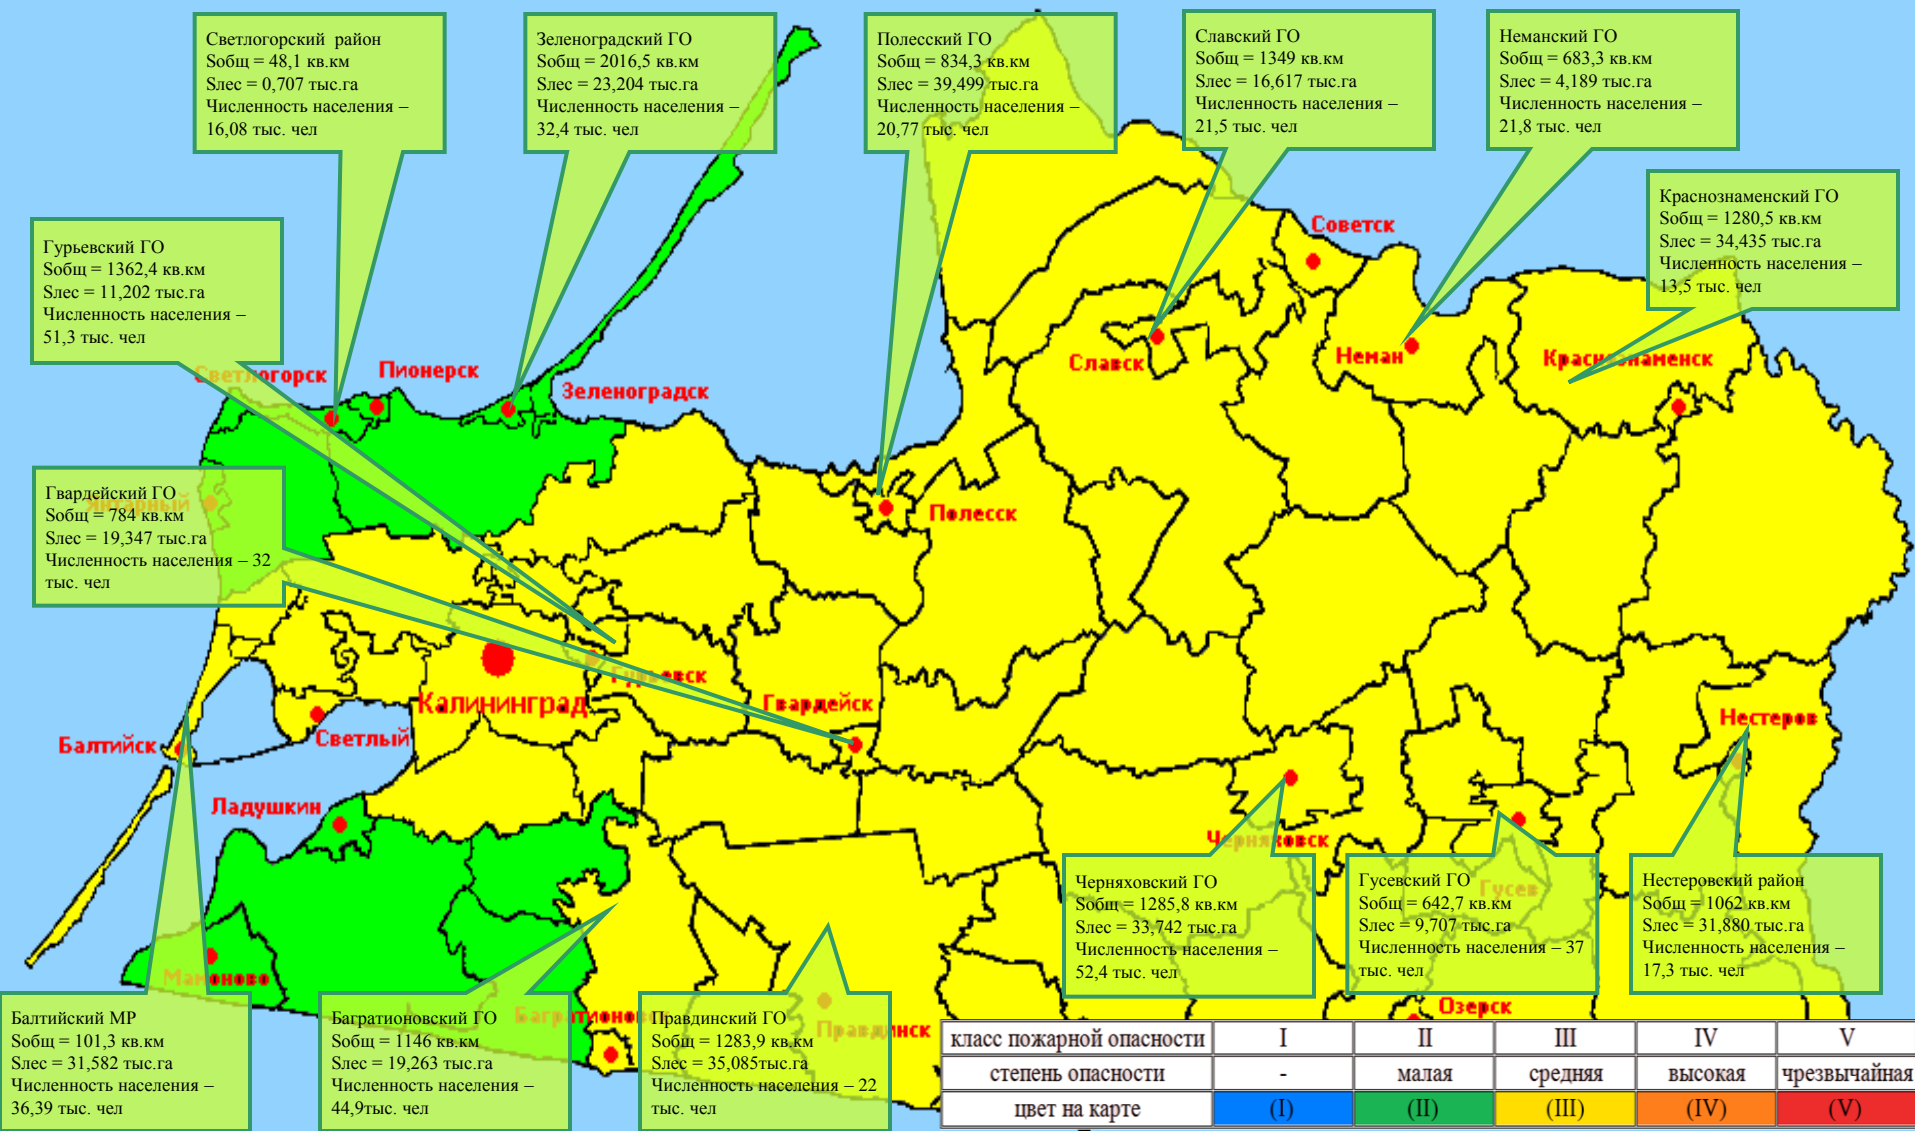 Светлогорский район
Sобщ = 48,1 кв.км
Sлес = 0,707 тыс.га
Численность населения –
16,08 тыс. чел
Зеленоградский ГО
Sобщ = 2016,5 кв.км
Sлес = 23,204 тыс.га
Численность населения –
32,4 тыс. чел
Полесский ГО
Sобщ = 834,3 кв.км
Sлес = 39,499 тыс.га
Численность населения –
20,77 тыс. чел
Славский ГО
Sобщ = 1349 кв.км
Sлес = 16,617 тыс.га
Численность населения –
21,5 тыс. чел
Неманский ГО
Sобщ = 683,3 кв.км
Sлес = 4,189 тыс.га
Численность населения –
21,8 тыс. чел
Краснознаменский ГО
Sобщ = 1280,5 кв.км
Sлес = 34,435 тыс.га
Численность населения –
13,5 тыс. чел
Гурьевский ГО
Sобщ = 1362,4 кв.км
Sлес = 11,202 тыс.га
Численность населения –
51,3 тыс. чел
Советск
Славск
Неман
Краснознаменск
Светлогорск
Пионерск
Зеленоградск
Гвардейский ГО
Sобщ = 784 кв.км
Sлес = 19,347 тыс.га
Численность населения – 32
тыс. чел
Янтарный
Полесск
Гурьевск
Калининград
Гвардейск
Нестеров
Балтийск
Светлый
Ладушкин
Черняховск
Гусев
Мамоново
Черняховский ГО
Sобщ = 1285,8 кв.км
Sлес = 33,742 тыс.га
Численность населения –
52,4 тыс. чел
Гусевский ГО
Sобщ = 642,7 кв.км
Sлес = 9,707 тыс.га
Численность населения – 37
тыс. чел
Нестеровский район
Sобщ = 1062 кв.км
Sлес = 31,880 тыс.га
Численность населения –
17,3 тыс. чел
Озерск
Багратионовск
Правдинск
Балтийский МР
Sобщ = 101,3 кв.км
Sлес = 31,582 тыс.га
Численность населения –
36,39 тыс. чел
Багратионовский ГО
Sобщ = 1146 кв.км
Sлес = 19,263 тыс.га
Численность населения –
44,9тыс. чел
Правдинский ГО
Sобщ = 1283,9 кв.км
Sлес = 35,085тыс.га
Численность населения – 22
тыс. чел
класс пожарной опасности I II III IV V
степень опасности - малая средняя высокая чрезвычайная
цвет на карте (I) (II) (III) (IV) (V)